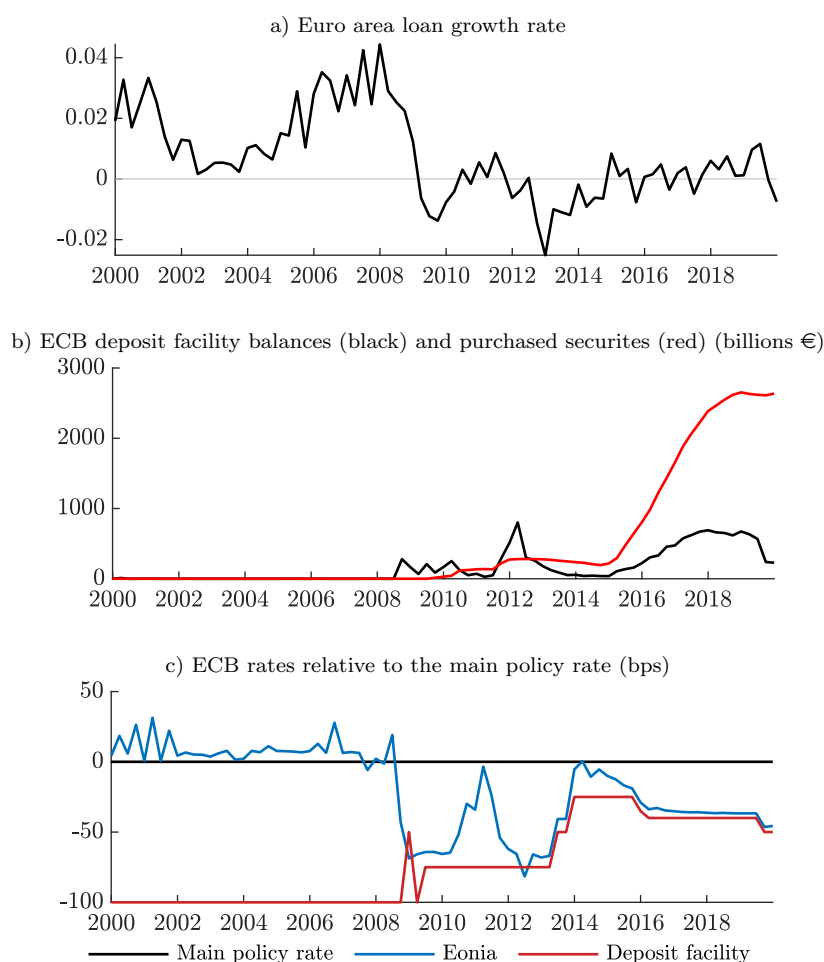 a) Euro area loan growth rate
0.04
0.02
0
-0.02
2000 2002 2004 2006 2008 2010 2012 2014 2016 2018
b) ECB deposit facility balances (black) and purchased securites (red) (billions €)
3000
2000
1000
0
2000 2002 2004 2006 2008 2010 2012 2014 2016 2018
c) ECB rates relative to the main policy rate (bps)
50
0
-50
-100
2000 2002 2004 2006 2008 2010 2012 2014 2016 2018
Main policy rate Eonia Deposit facility